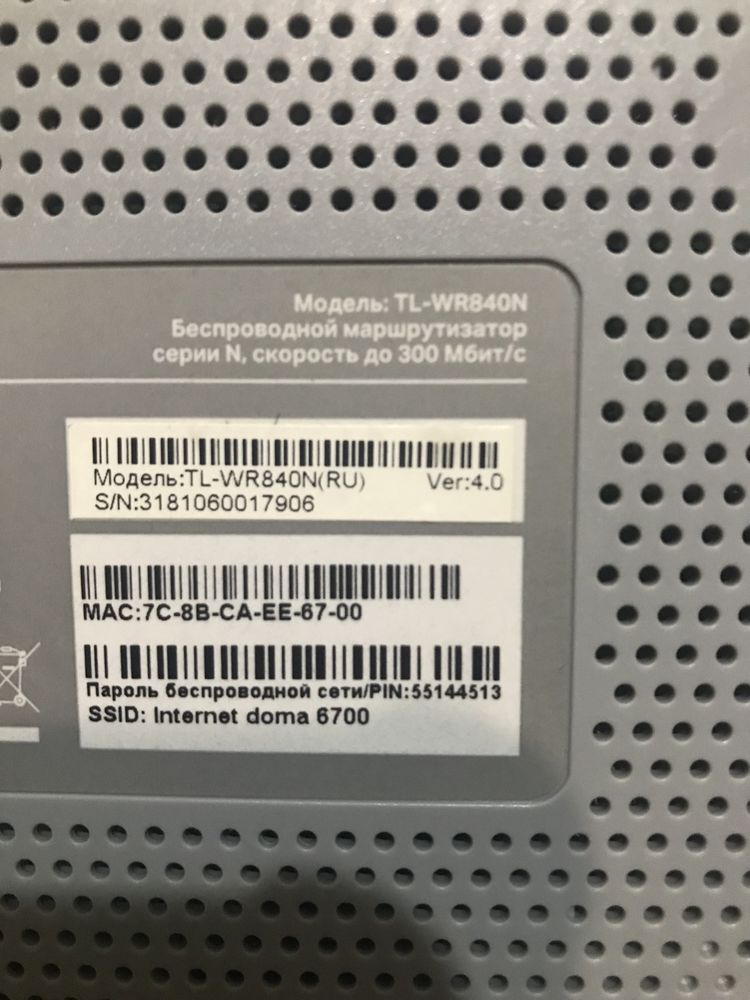 Модель: TL-WR840N
Беспроводной маршрутизатор
серии N, скорость до 300 Мбит/с
Модель:TL-WR840N(RU) Ver:4.0
S/N:3181060017906
MAC:7C-8B-CA-EE-67-00
Пароль беспроводной сети/PIN:55144513
SSID: Internet doma 6700